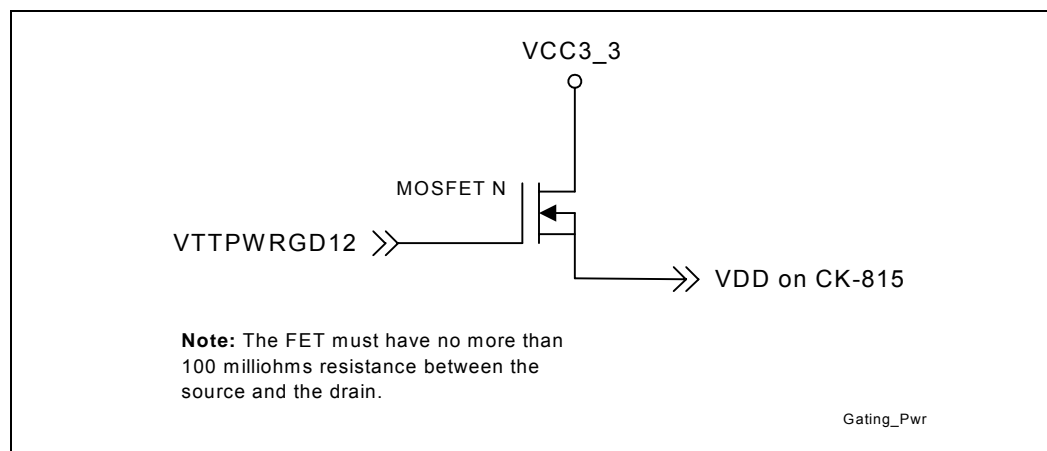 VCC3_3
MOSFET N
VTTPWRGD12
VDD on CK-815
Note: The FET must have no more than
100 milliohms resistance between the
source and the drain.
Gating_Pwr